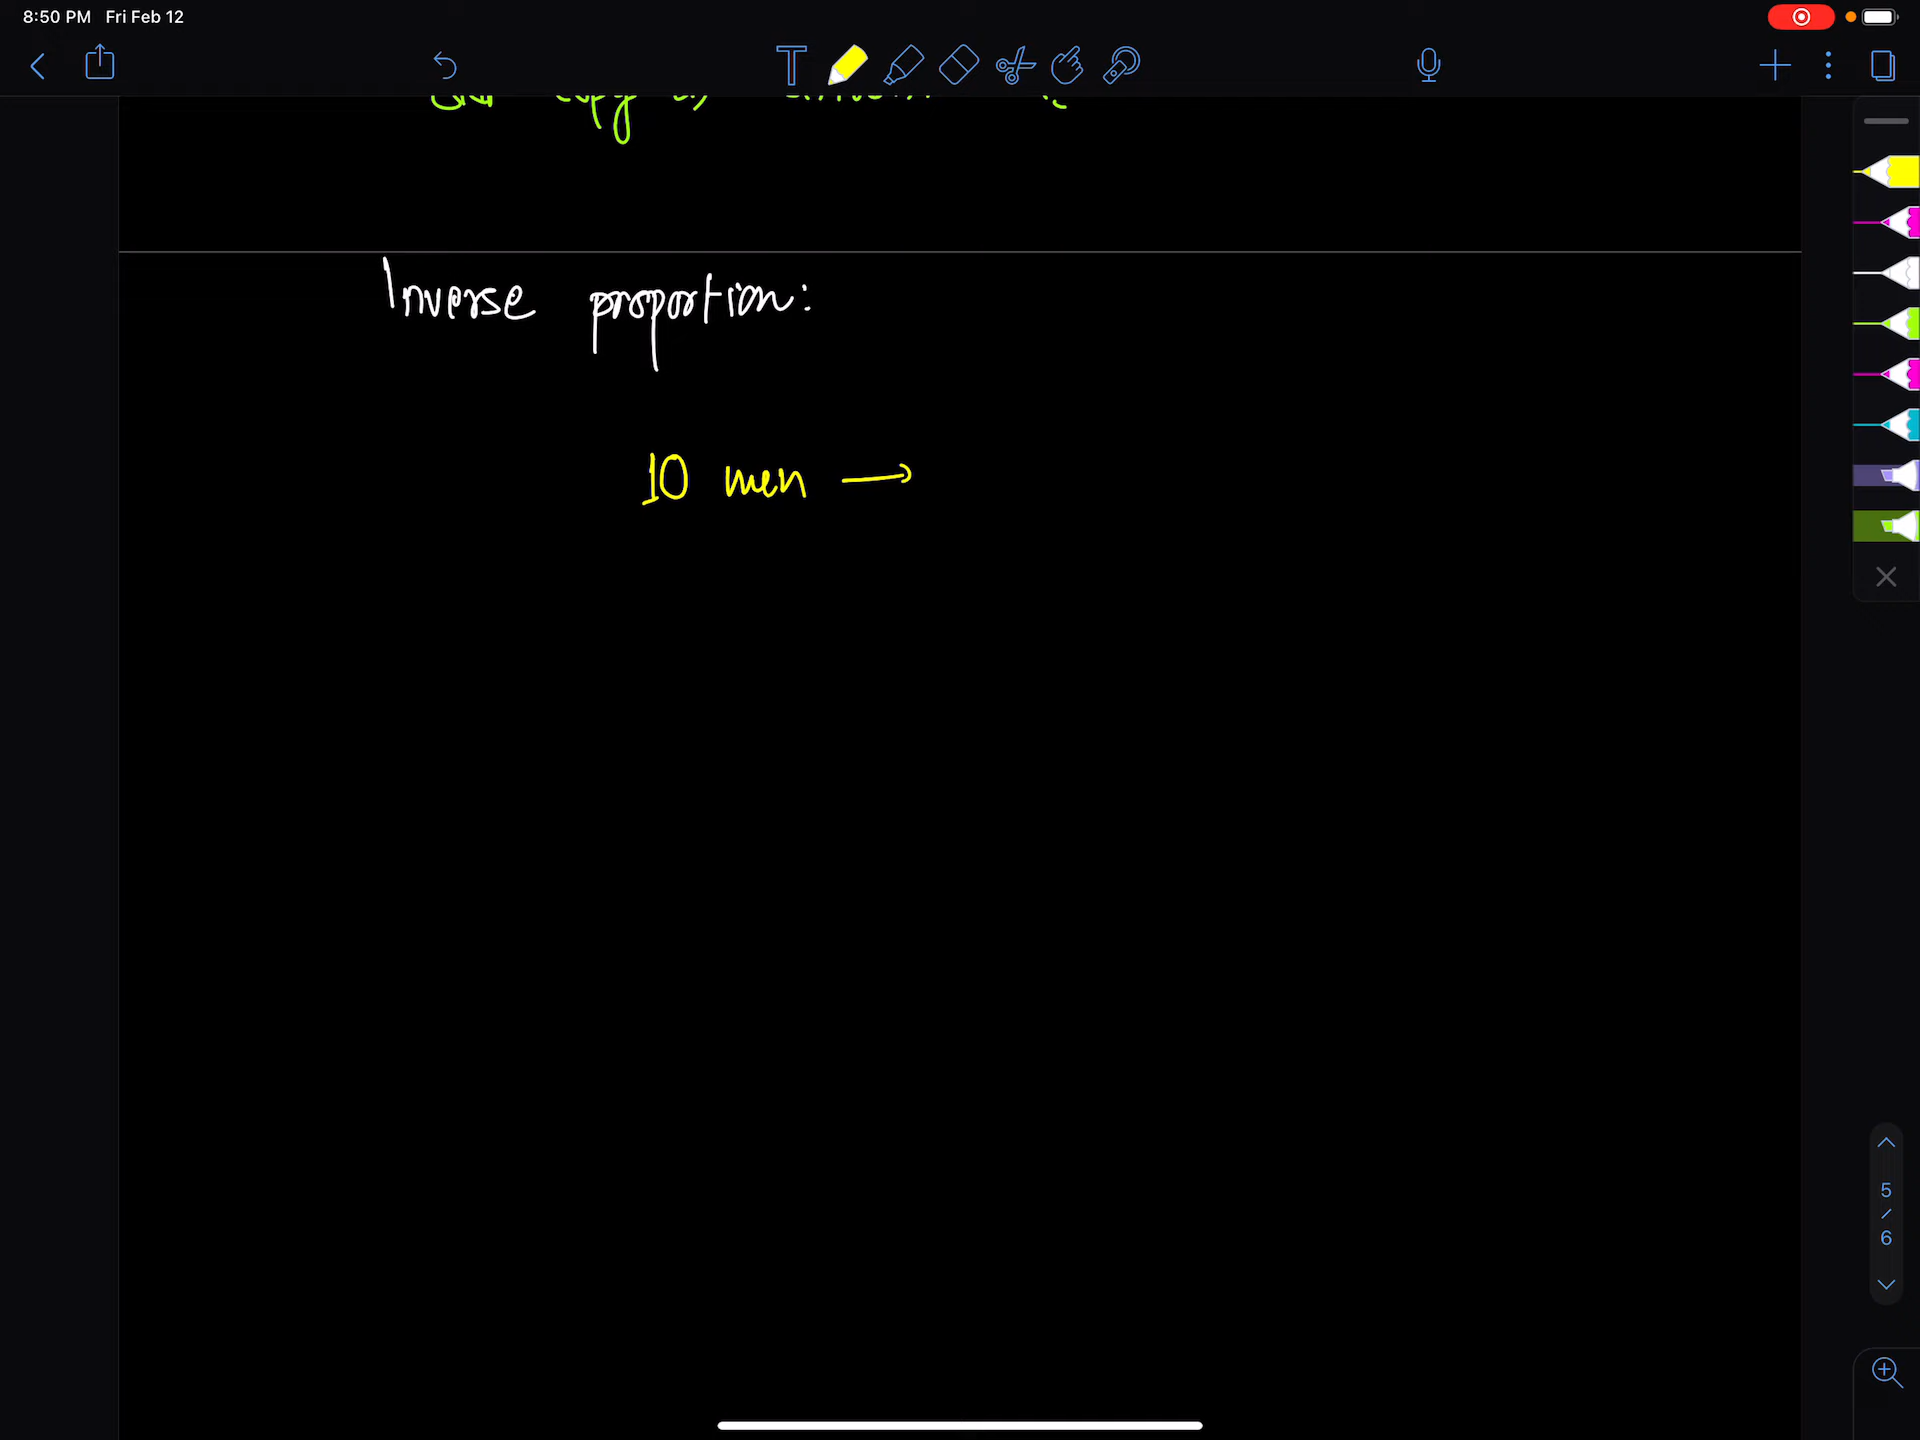 8:50 PM Fri Feb 12
Inverse proportion:
10 men →
5
/
6